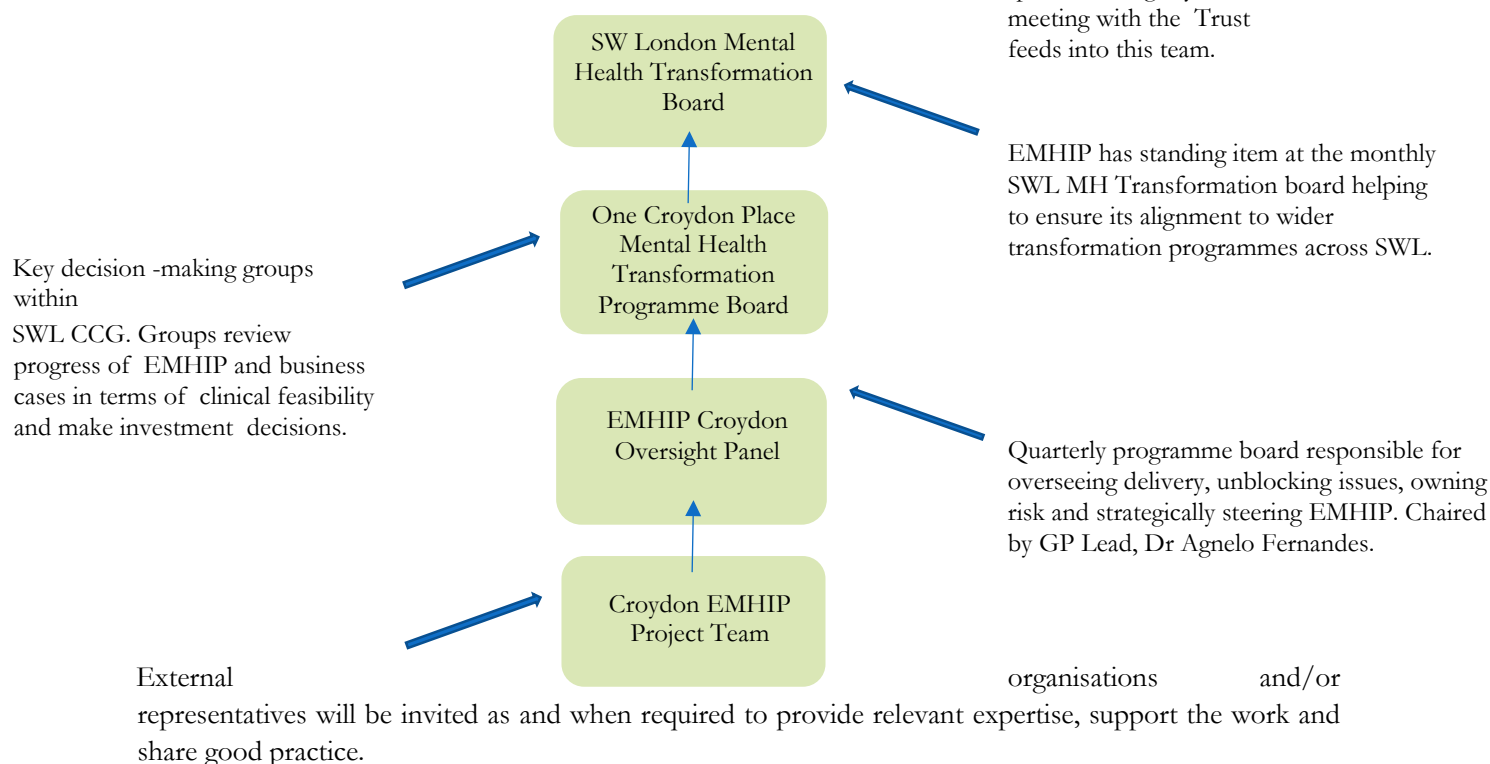 meeting with the Trust
feeds into this team.
SW London Mental
Health Transformation
Board
EMHIP has standing item at the monthly
SWL MH Transformation board helping
to ensure its alignment to wider
transformation programmes across SWL.
One Croydon Place
Mental Health
Transformation
Programme Board
Key decision -making groups
within
SWL CCG. Groups review
progress of EMHIP and business
cases in terms of clinical feasibility
and make investment decisions.
EMHIP Croydon
Oversight Panel
Quarterly programme board responsible for
overseeing delivery, unblocking issues, owning
risk and strategically steering EMHIP. Chaired
by GP Lead, Dr Agnelo Fernandes.
Croydon EMHIP
Project Team
External organisations and/or
representatives will be invited as and when required to provide relevant expertise, support the work and
share good practice.